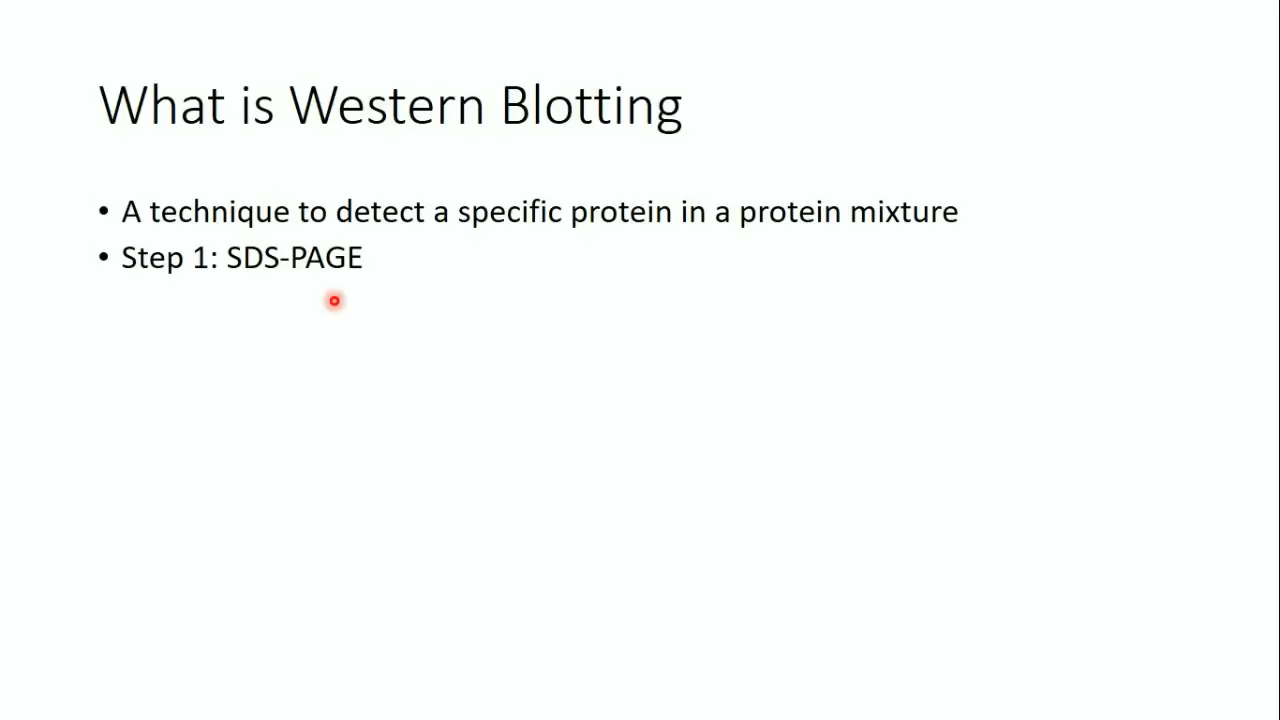 What is Western Blotting
• A technique to detect a specific protein in a protein mixture
• Step 1: SDS-PAGE